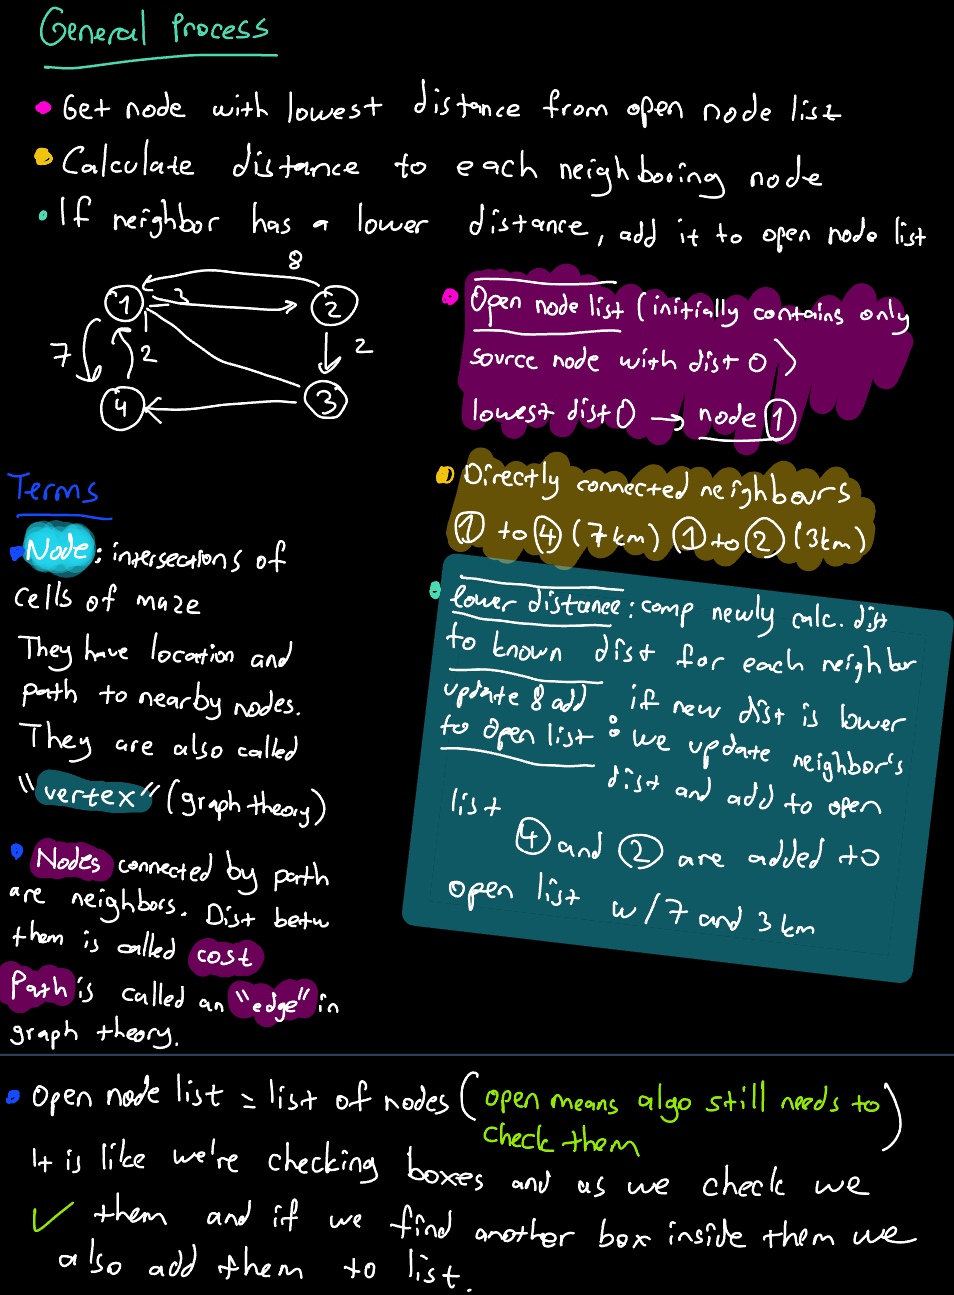 General Process
• Get node with lowest distance from open node list
• Calculate distance to each neighboring node
• If neighbor has a lower distance, add it to open node list
8
1 3 2
7 2 2
4 3
• Open node list (initially contains only
source node with dist 0)
lowest dist 0 → node 1
• Directly connected neighbours
1 to 4 (7 km) 1 to 2 (3km)
• lower distance: comp newly calc. dist
to known dist for each neighbor
update & add
to open list : if new dist is lower
we update neighbor's
dist and add to open
list
4 and 2 are added to
open list w/ 7 and 3 km
Terms
• Node: intersections of
cells of maze
They have location and
path to nearby nodes.
They are also called
"vertex" (graph theory)
• Nodes connected by path
are neighbors. Dist betw
them is called cost
Path is called an "edge" in
graph theory.
• Open node list = list of nodes (open means algo still needs to
check them)
It is like we're checking boxes and as we check we
✓ them and if we find another box inside them we
also add them to list.